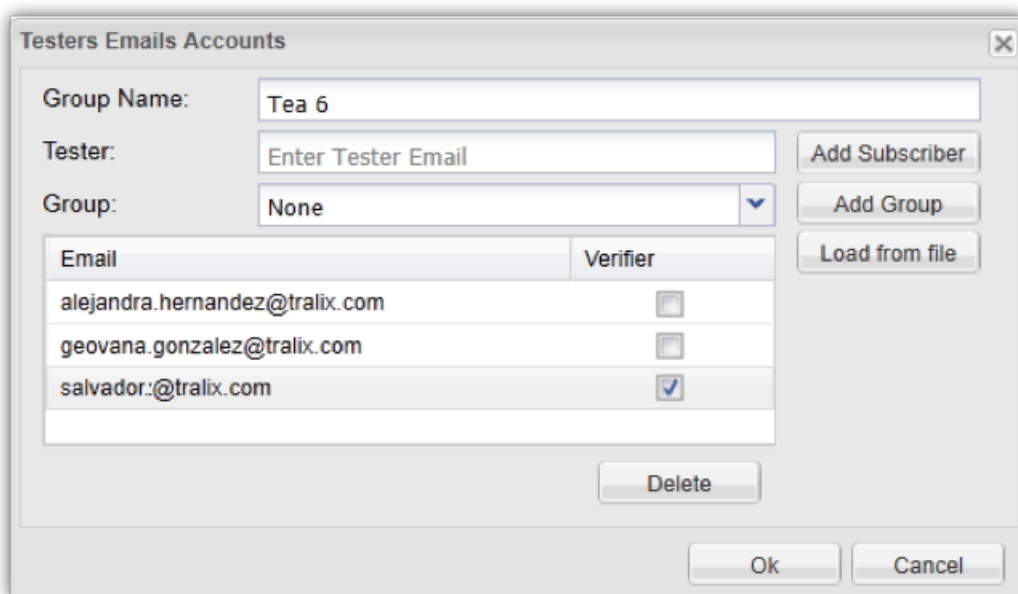 Testers Emails Accounts
Group Name: Tea 6
Tester: Enter Tester Email Add Subscriber
Group: None Add Group
Load from file
Email Verifier
alejandra.hernandez@tralix.com
geovana.gonzalez@tralix.com
salvador.:@tralix.com
Delete
Ok Cancel